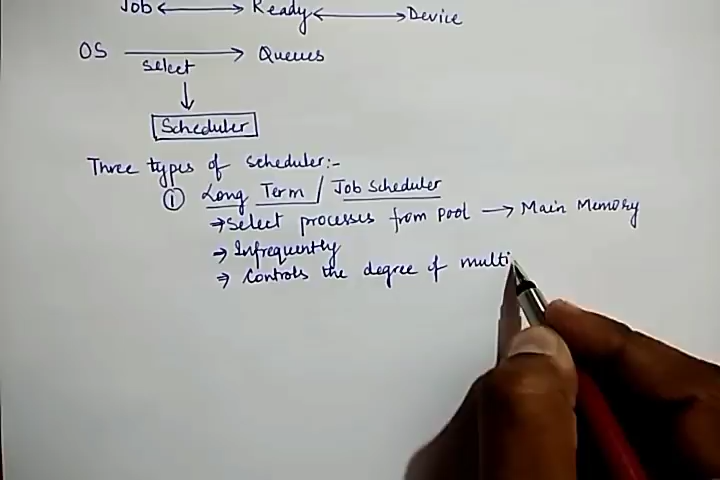 Job ⟷ Ready ⟷ Device
OS → Queues
select
↓
Scheduler
Three types of scheduler:-
① Long Term / Job Scheduler
→ Select processes from pool → Main Memory
→ Infrequently
→ Controls the degree of multi